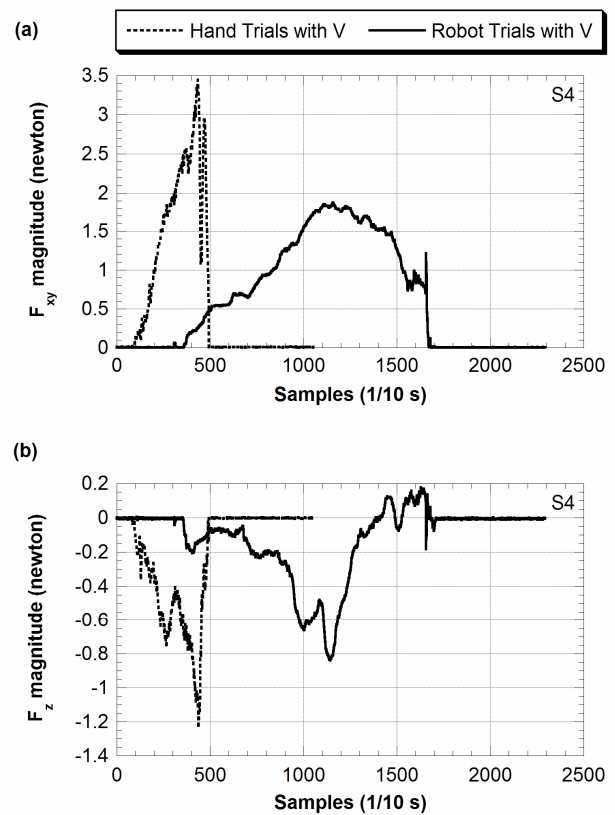 (a)
Hand Trials with V
Robot Trials with V
S4
3.5
3
2.5
2
1.5
1
0.5
0
F_xy magnitude (newton)
0 500 1000 1500 2000 2500
Samples (1/10 s)
(b)
S4
0.2
0
-0.2
-0.4
-0.6
-0.8
-1
-1.2
-1.4
F_z magnitude (newton)
0 500 1000 1500 2000 2500
Samples (1/10 s)